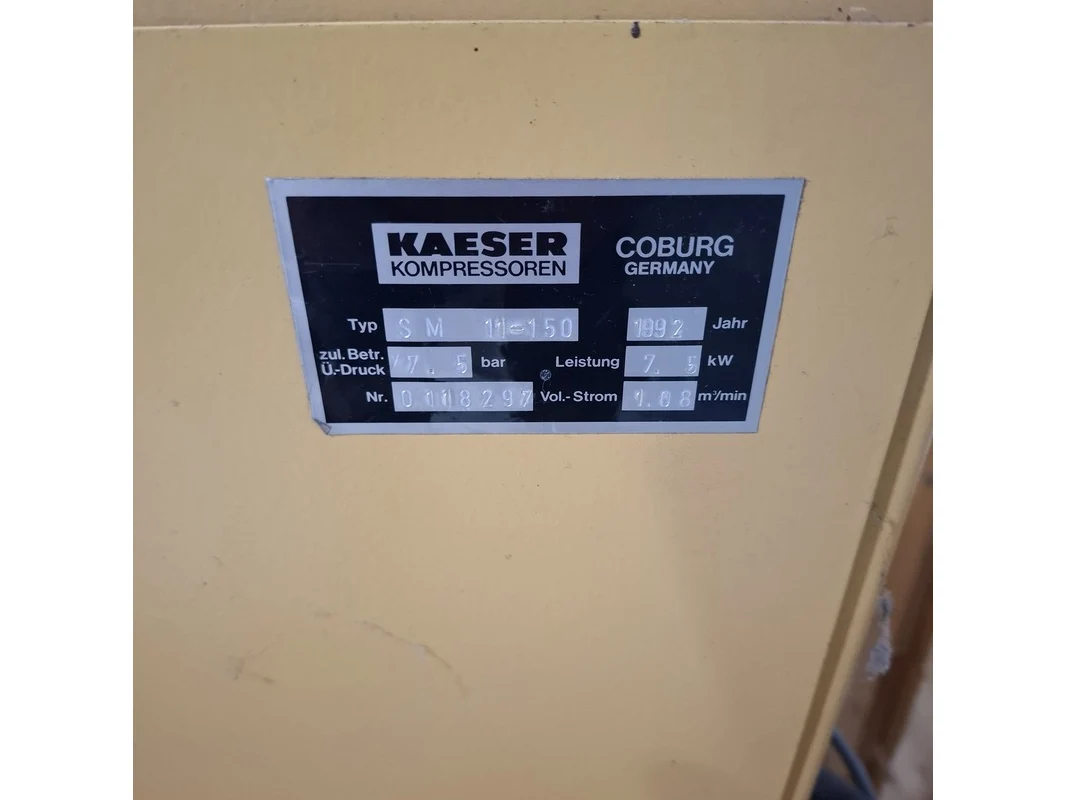 KAESER
KOMPRESSOREN
COBURG
GERMANY
Typ SM 11-150 1992 Jahr
zul. Betr. Ü.-Druck 7.5 bar Leistung 7.5 kW
Nr. 0118297 Vol.-Strom 1.08 m³/min